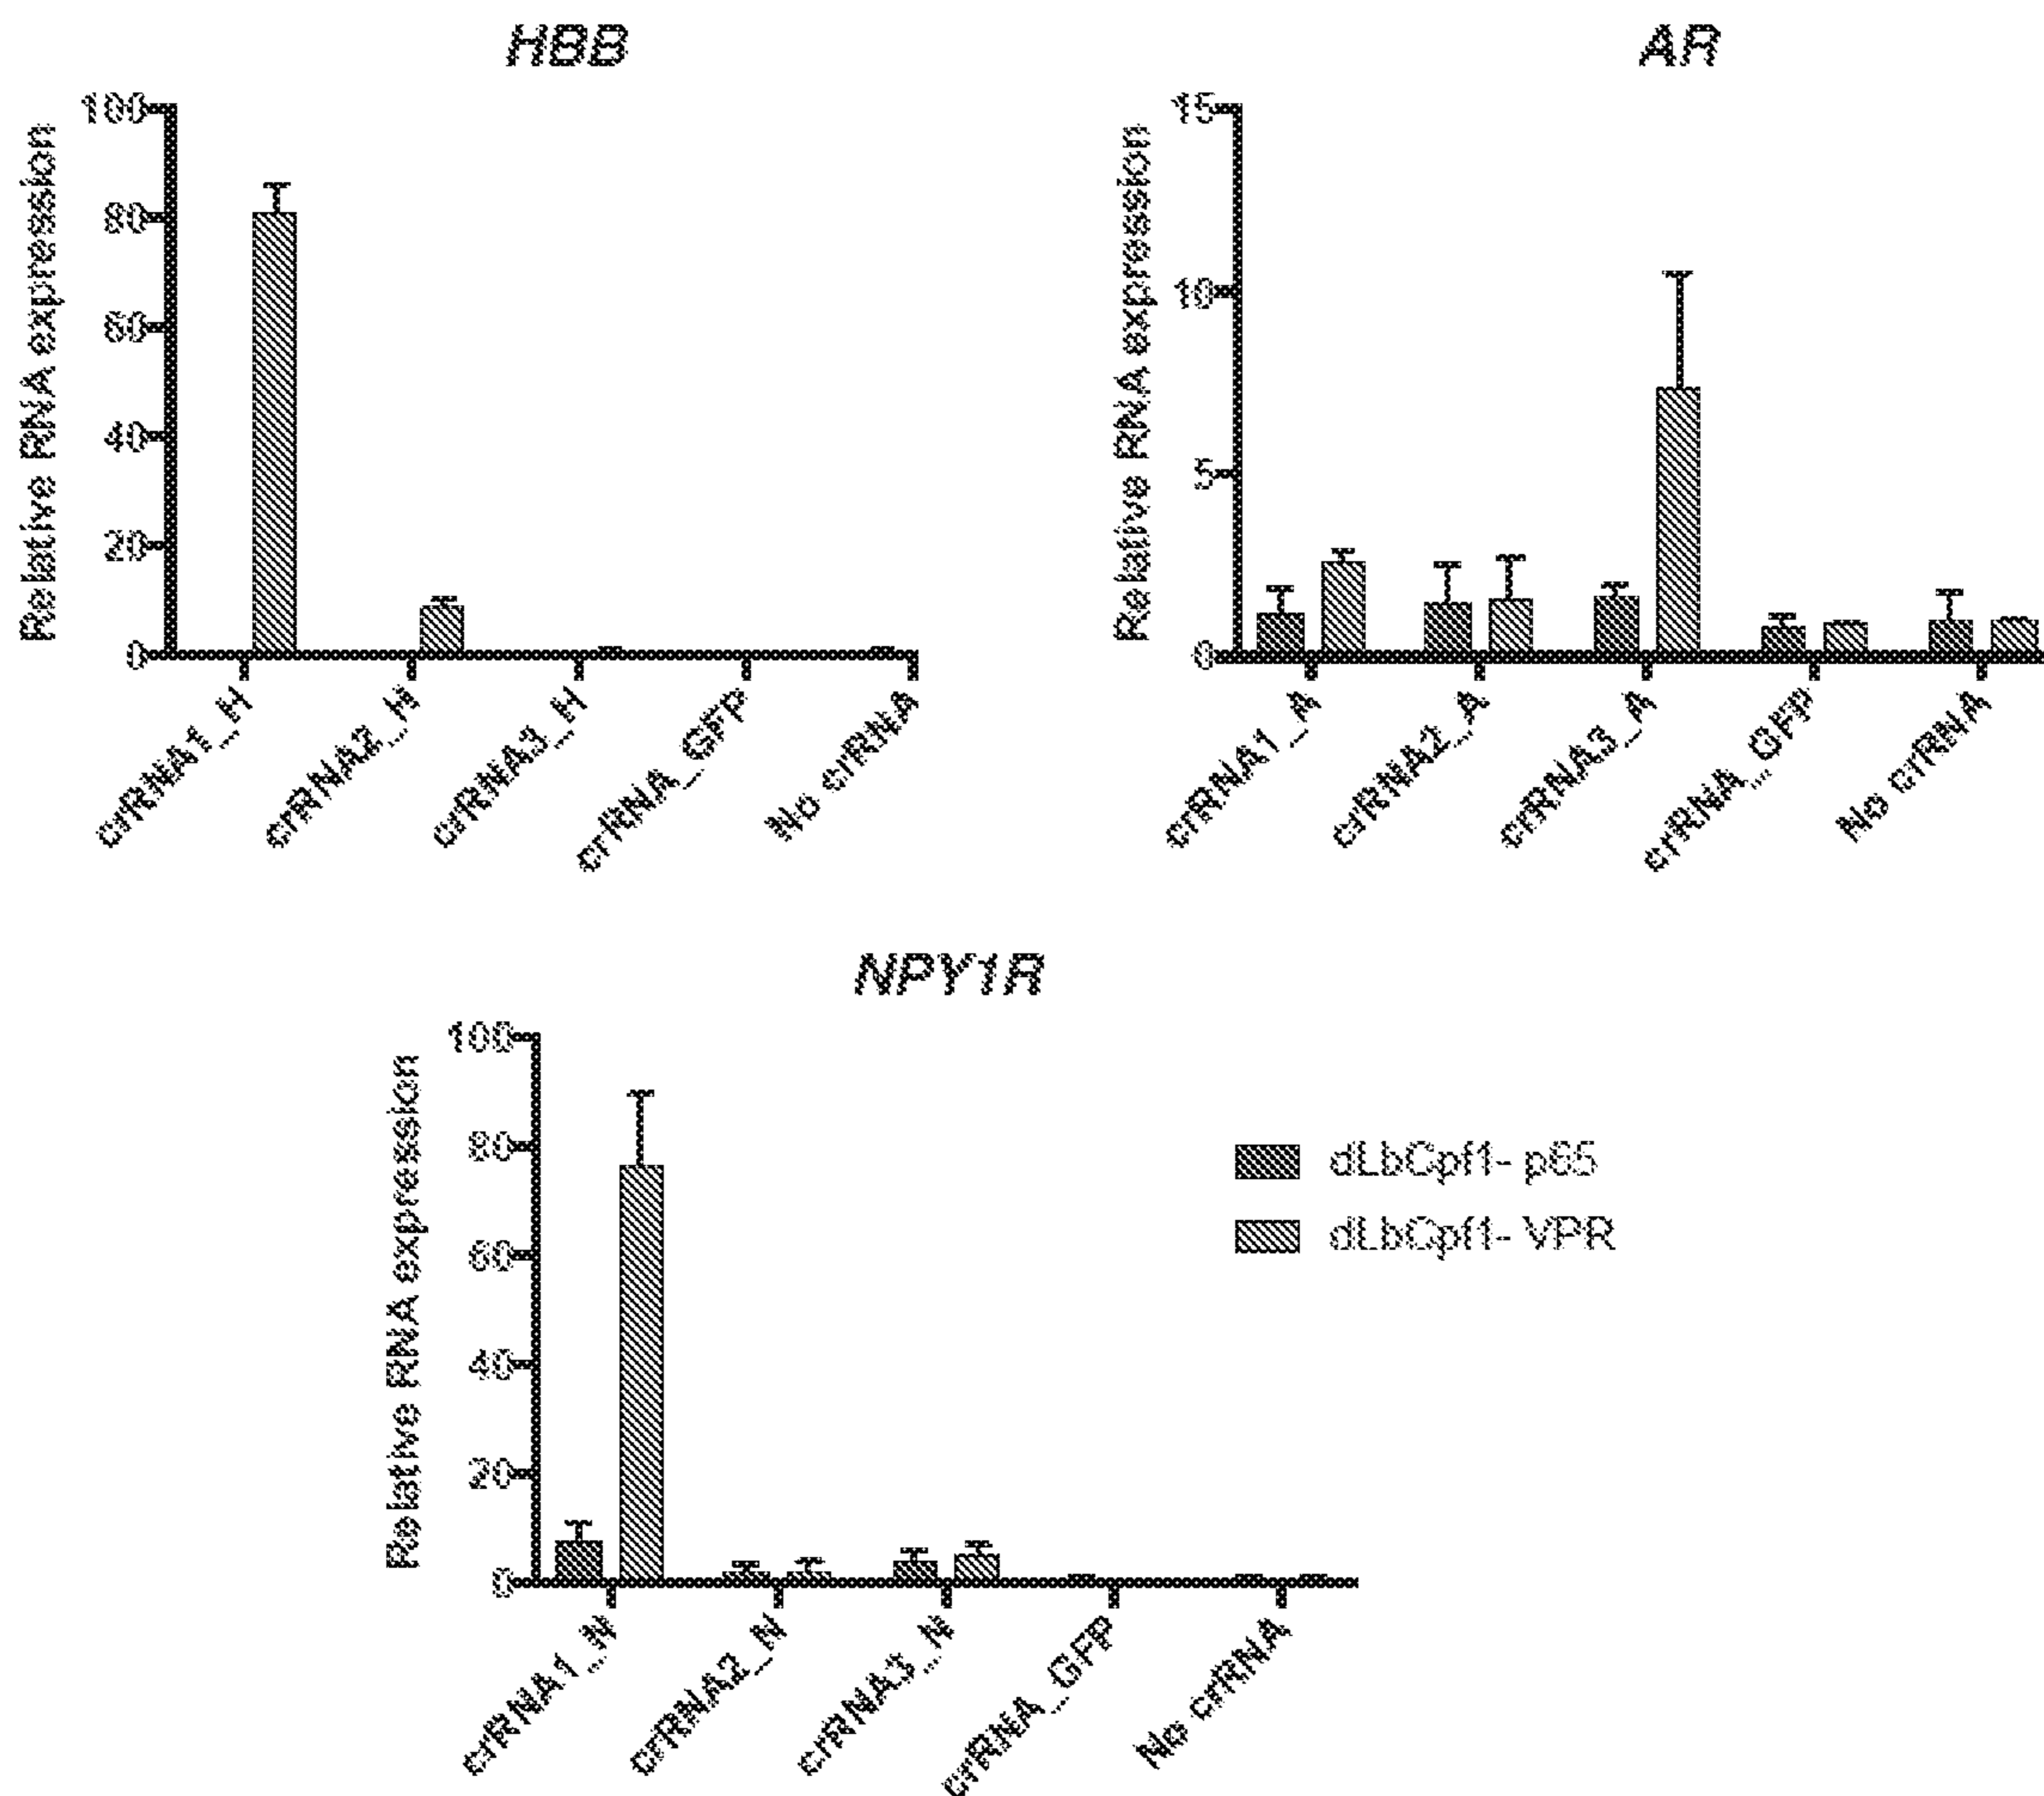 HBB
Relative RNA expression
100
80
60
40
20
0
crRNA1_H
crRNA2_H
crRNA3_H
crRNA_GFP
No crRNA
AR
Relative RNA expression
15
10
5
0
crRNA1_A
crRNA2_A
crRNA3_A
crRNA_GFP
No crRNA
NPY1R
Relative RNA expression
100
80
60
40
20
0
crRNA1_N
crRNA2_N
crRNA3_N
crRNA_GFP
No crRNA
dLbCpf1- p65
dLbCpf1- VPR